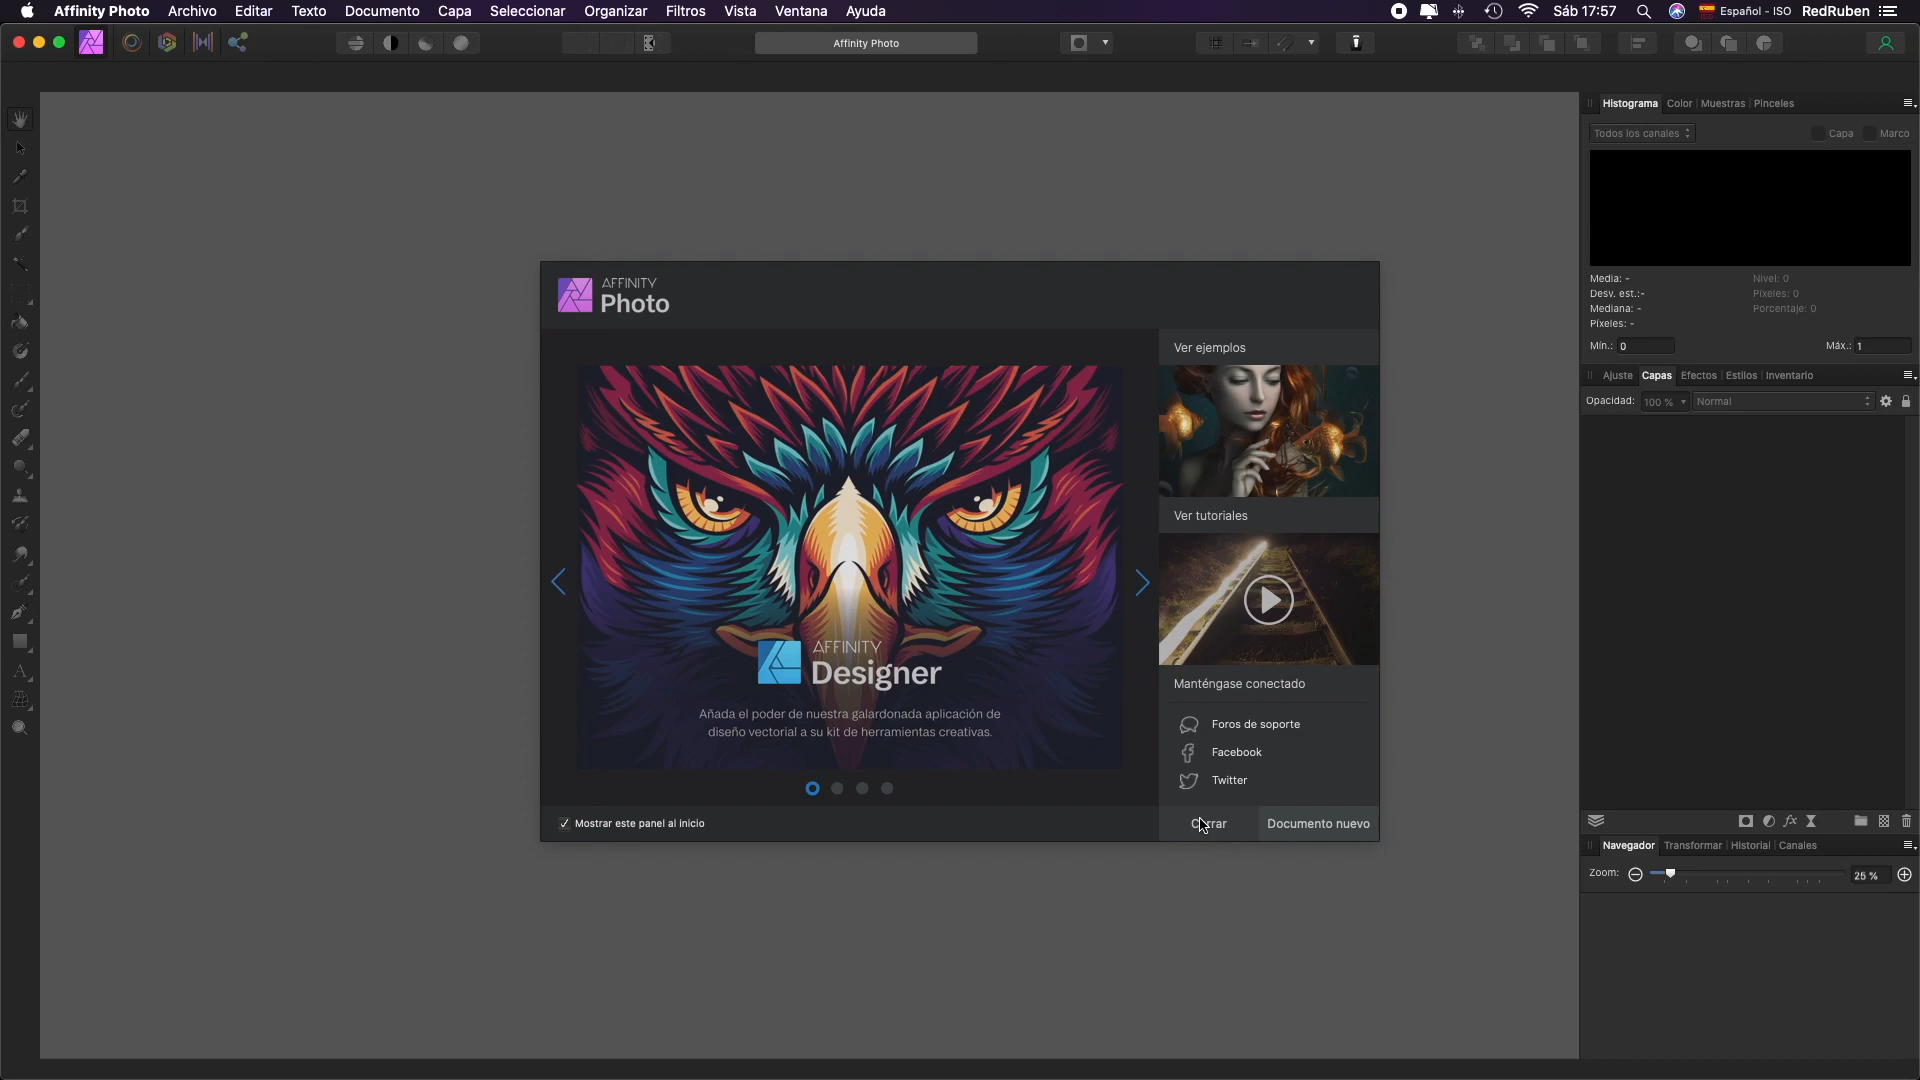 Affinity Photo Archivo Editar Texto Documento Capa Seleccionar Organizar Filtros Vista Ventana Ayuda Sáb 17:57 Español - ISO RedRuben
Affinity Photo
Histograma Color Muestras Pinceles
Todos los canales Capa Marco
Media: - Nivel: 0
Desv. est.:- Píxeles: 0
Mediana: - Porcentaje: 0
Píxeles: -
Mín.: 0 Máx.: 1
Ajuste Capas Efectos Estilos Inventario
Opacidad: 100 % Normal
AFFINITY
Photo
Ver ejemplos
Ver tutoriales
AFFINITY
Designer
Añada el poder de nuestra galardonada aplicación de
diseño vectorial a su kit de herramientas creativas.
Manténgase conectado
Foros de soporte
Facebook
Twitter
Mostrar este panel al inicio
Cerrar Documento nuevo
fx
Navegador Transformar Historial Canales
Zoom: 25 %